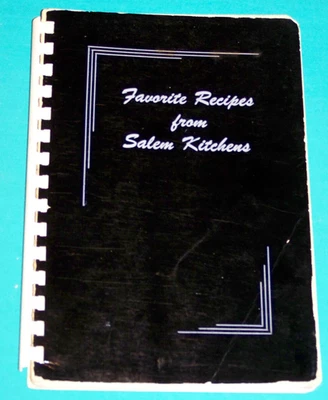 Favorite Recipes
from
Salem Kitchens